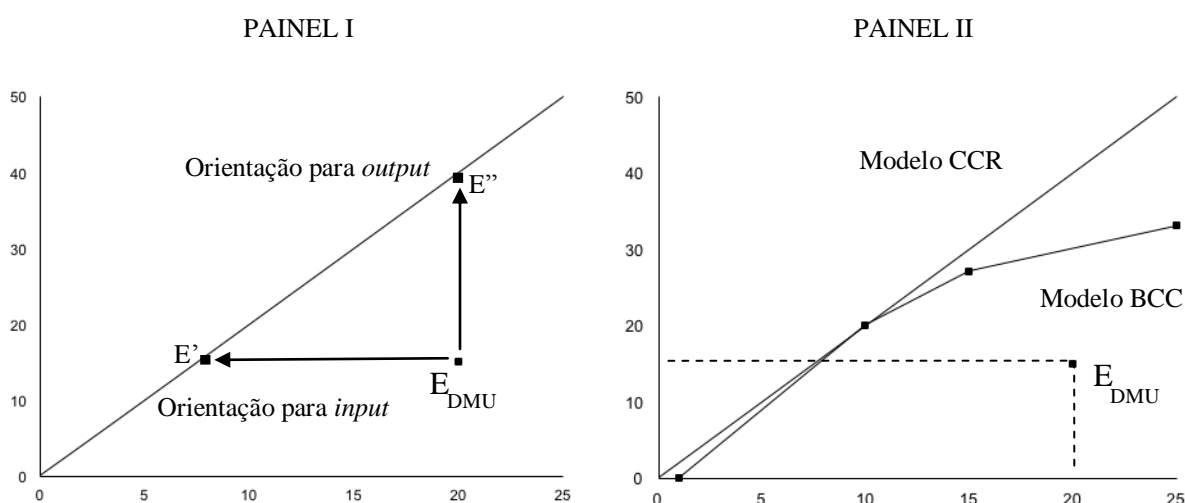 PAINEL I
50
40
30
20
10
0
0 5 10 15 20 25
Orientação para output
E”
E’
E DMU
Orientação para input
PAINEL II
50
40
30
20
10
0
0 5 10 15 20 25
Modelo CCR
Modelo BCC
E DMU